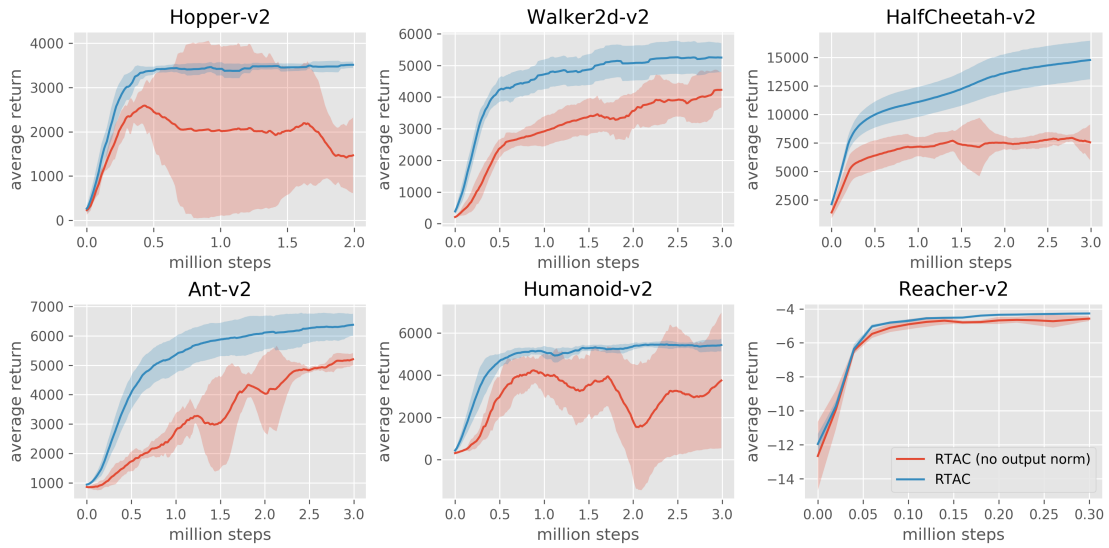 Hopper-v2
4000
3000
2000
1000
0
average return
0.0 0.5 1.0 1.5 2.0
million steps
Walker2d-v2
6000
5000
4000
3000
2000
1000
0
average return
0.0 0.5 1.0 1.5 2.0 2.5 3.0
million steps
HalfCheetah-v2
15000
12500
10000
7500
5000
2500
average return
0.0 0.5 1.0 1.5 2.0 2.5 3.0
million steps
Ant-v2
7000
6000
5000
4000
3000
2000
1000
average return
0.0 0.5 1.0 1.5 2.0 2.5 3.0
million steps
Humanoid-v2
6000
4000
2000
0
average return
0.0 0.5 1.0 1.5 2.0 2.5 3.0
million steps
Reacher-v2
−4
−6
−8
−10
−12
−14
average return
RTAC (no output norm)
RTAC
0.00 0.05 0.10 0.15 0.20 0.25 0.30
million steps